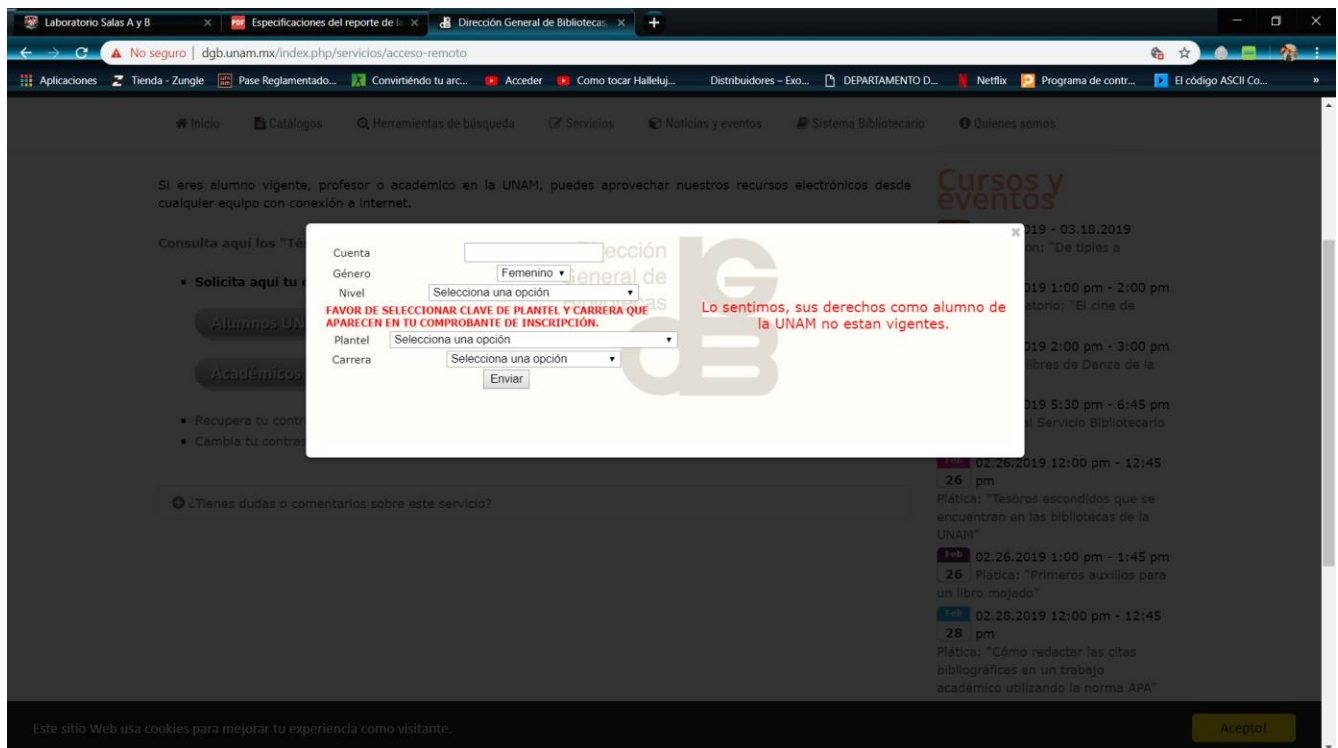 Laboratorio Salas A y B
Especificaciones del reporte de la
Dirección General de Bibliotecas.
No seguro | dgb.unam.mx/index.php/servicios/acceso-remoto
Aplicaciones
Tienda - Zungle
Pase Reglamentado...
Convirtiéndo tu arc...
Acceder
Como tocar Halleluj...
Distribuidores – Exo...
DEPARTAMENTO D...
Netflix
Programa de contr...
El código ASCII Co...
»
Inicio
Catálogos
Herramientas de búsqueda
Servicios
Noticias y eventos
Sistema Bibliotecario
Quienes somos
Si eres alumno vigente, profesor o académico en la UNAM, puedes aprovechar nuestros recursos electrónicos desde
cualquier equipo con conexión a internet.
Consulta aquí los "Té
Solicita aquí tu
Alumnos UN
Académicos
Recupera tu contr
Cambia tu contras
¿Tienes dudas o comentarios sobre este servicio?
ección
General de
Cuenta
Género
Femenino
Nivel
Selecciona una opción
FAVOR DE SELECCIONAR CLAVE DE PLANTEL Y CARRERA QUE
APARECEN EN TU COMPROBANTE DE INSCRIPCIÓN.
Plantel
Selecciona una opción
Carrera
Selecciona una opción
Enviar
Lo sentimos, sus derechos como alumno de
la UNAM no estan vigentes.
Cursos y
eventos
019 - 03.18.2019
ón: "De tiples a
019 1:00 pm - 2:00
pm
atorio: "El cine de
019 2:00 pm - 3:00
pm
libres de Danza de la
019 5:30 pm - 6:45
pm
al Servicio Bibliotecario
02.26.2019 12:00 pm - 12:45
26 pm
Plática: "Tesoros escondidos que se
encuentran en las bibliotecas de la
UNAM"
Feb 02.26.2019 1:00 pm - 1:45 pm
26 Plática: "Primeros auxilios para
un libro mojado"
Feb 02.28.2019 12:00 pm - 12:45
28 pm
Plática: "Cómo redactar las citas
bibliográficas en un trabajo
académico utilizando la norma APA"
Este sitio Web usa cookies para mejorar tu experiencia como visitante.
Acepto!